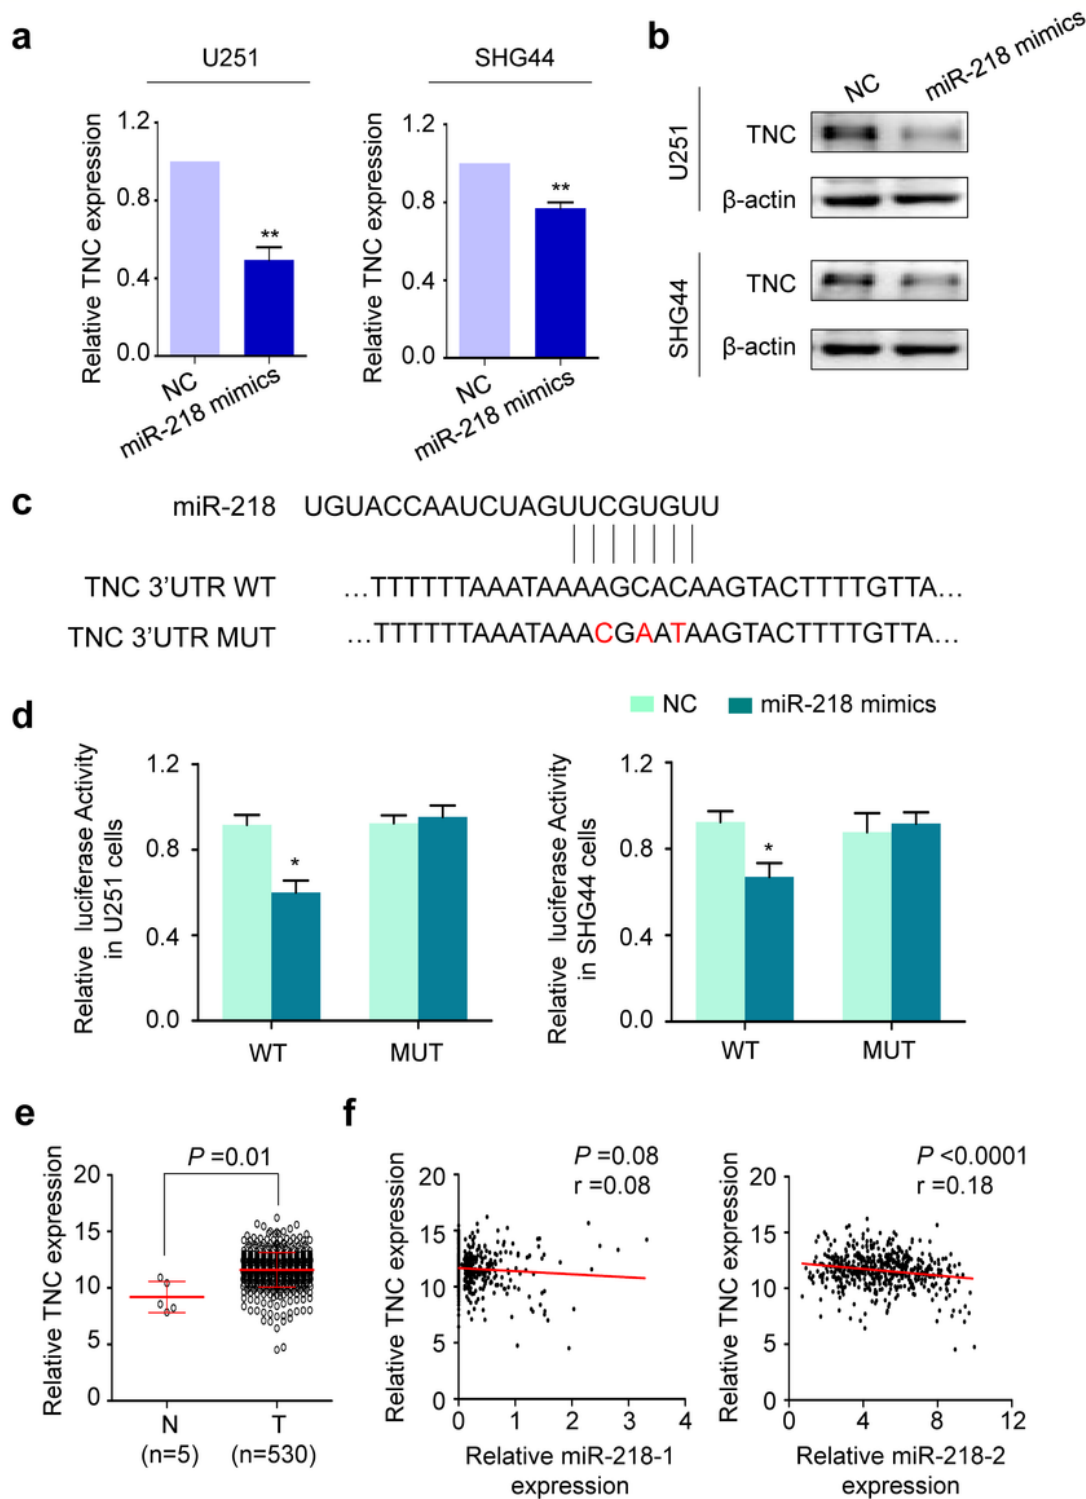 a
U251
SHG44
Relative TNC expression
1.2
0.8
0.4
0.0
**
NC
miR-218 mimics
Relative TNC expression
1.2
0.8
0.4
0.0
**
NC
miR-218 mimics
b
NC
miR-218 mimics
U251
TNC
β-actin
SHG44
TNC
β-actin
c
miR-218 UGUACCAAUCUAGUUCGUGUU
TNC 3'UTR WT ...TTTTTTAAATAAAAGCACAAGTACTTTTGTTA...
TNC 3'UTR MUT ...TTTTTTAAATAAACGAATAAGTACTTTTGTTA...
d
NC
miR-218 mimics
Relative luciferase Activity
in U251 cells
1.2
0.8
0.4
0.0
*
WT
MUT
Relative luciferase Activity
in SHG44 cells
1.2
0.8
0.4
0.0
*
WT
MUT
e
P =0.01
Relative TNC expression
20
15
10
5
0
N
(n=5)
T
(n=530)
f
P =0.08
r =0.08
Relative TNC expression
20
15
10
5
0
0 1 2 3 4
Relative miR-218-1
expression
P <0.0001
r =0.18
Relative TNC expression
20
15
10
5
0
0 4 8 12
Relative miR-218-2
expression